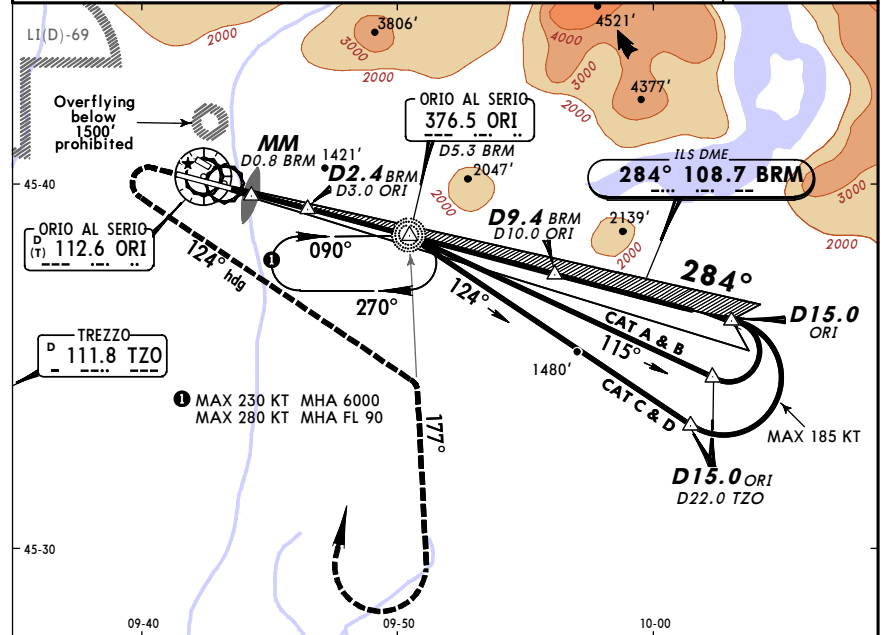 LI(D)-69
2000
3806'
3000
2000
4521'
4000
3000
4377'
2000
Overflying
below
1500'
prohibited
ORIO AL SERIO
376.5 ORI
MM
D0.8 BRM
1421'
D5.3 BRM
2047'
2000
D2.4 BRM
D3.0 ORI
ILS DME
284° 108.7 BRM
3000
2000
45-40
D9.4 BRM
D10.0 ORI
2139'
2000
ORIO AL SERIO
D
(T) 112.6 ORI
124° hdg
1
090°
270°
284°
124°
D15.0
ORI
CAT A & B
115°
TREZZO
D 111.8 TZO
1480'
CAT C & D
1 MAX 230 KT MHA 6000
MAX 280 KT MHA FL 90
177°
MAX 185 KT
D15.0 ORI
D22.0 TZO
45-30
09-40
09-50
10-00